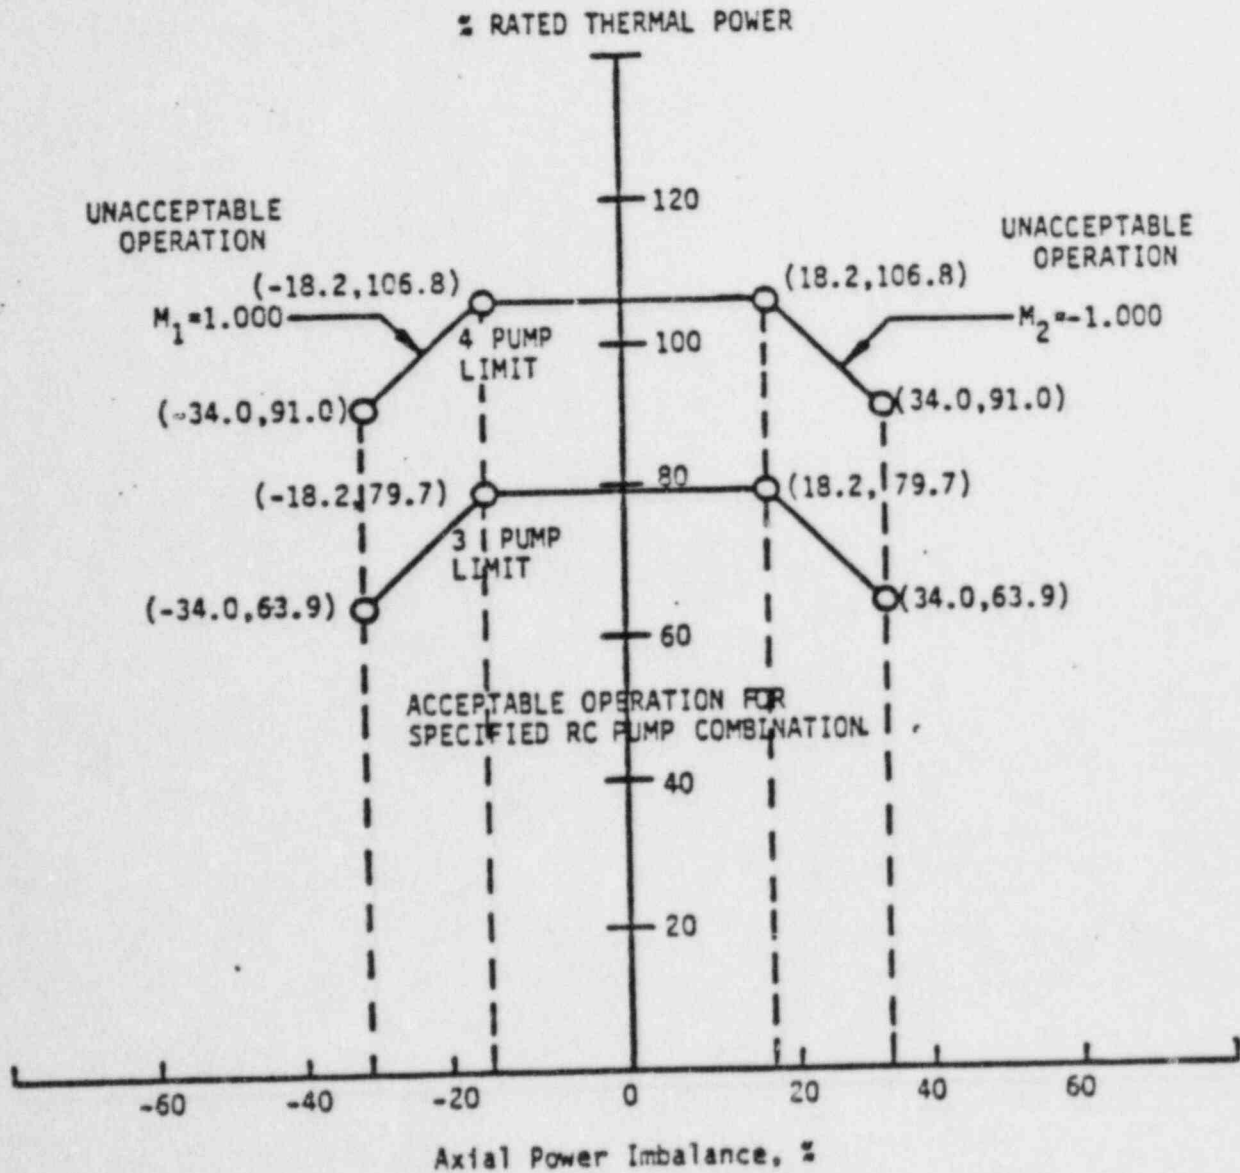 % RATED THERMAL POWER
120
UNACCEPTABLE
OPERATION
UNACCEPTABLE
OPERATION
(-18.2,106.8)
(18.2,106.8)
M1=1.000
M2=-1.000
4 PUMP
LIMIT
100
(-34.0,91.0)
(34.0,91.0)
80
(-18.2,79.7)
(18.2, 79.7)
3 PUMP
LIMIT
(-34.0,63.9)
(34.0,63.9)
60
ACCEPTABLE OPERATION FOR
SPECIFIED RC PUMP COMBINATION
40
20
-60 -40 -20 0 20 40 60
Axial Power Imbalance, %